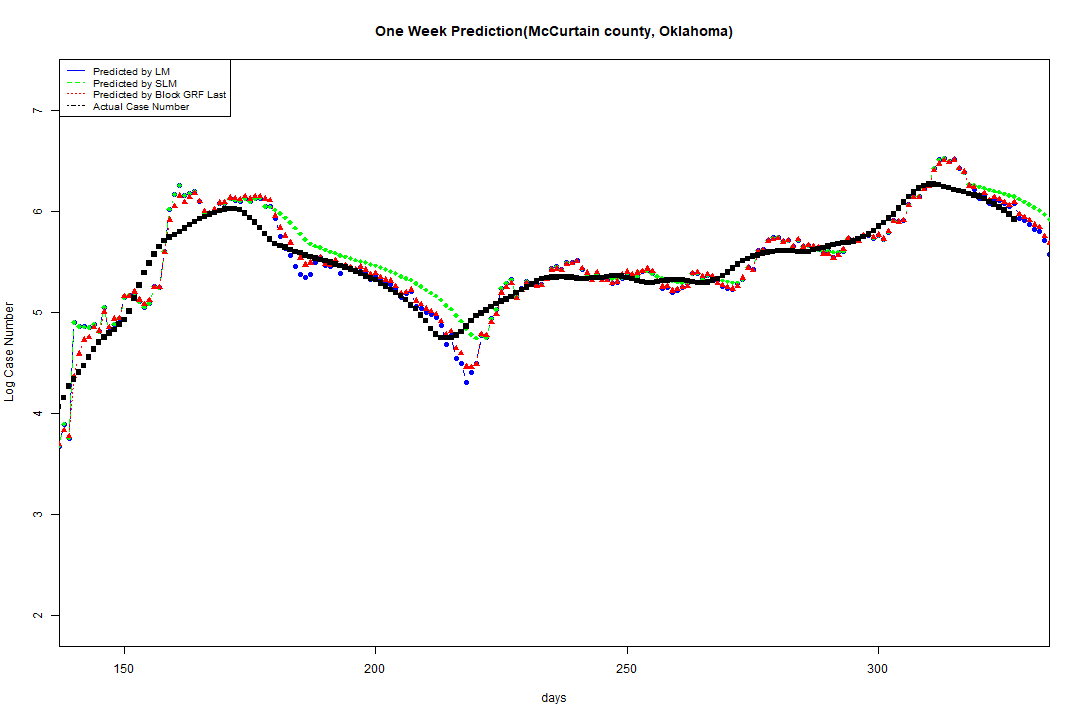 One Week Prediction(McCurtain county, Oklahoma)
Predicted by LM
Predicted by SLM
Predicted by Block GRF Last
Actual Case Number
7
6
5
4
3
2
Log Case Number
150 200 250 300
days